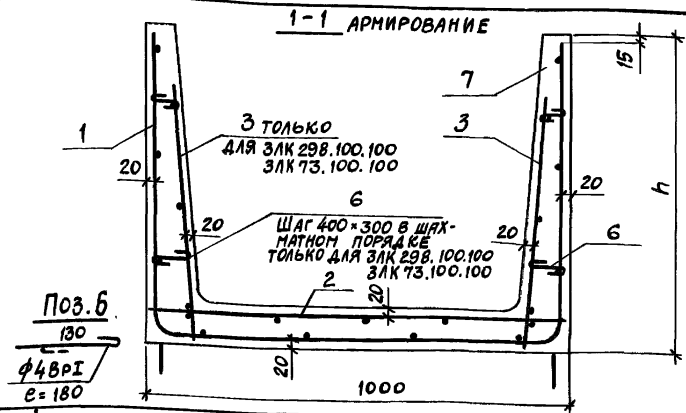 1-1 АРМИРОВАНИЕ
15
7
3 ТОЛЬКО
ДЛЯ ЗЛК 298.100.100
ЗЛК 73.100.100
1
3
20
20
h
6
ШАГ 400×300 В ШАХ-
МАТНОМ ПОРЯДКЕ
ТОЛЬКО ДЛЯ ЗЛК 298.100.100
ЗЛК 73.100.100
20
20
6
2
20
ПОЗ.6.
130
ф4ВрI
ℓ=180
20
1000